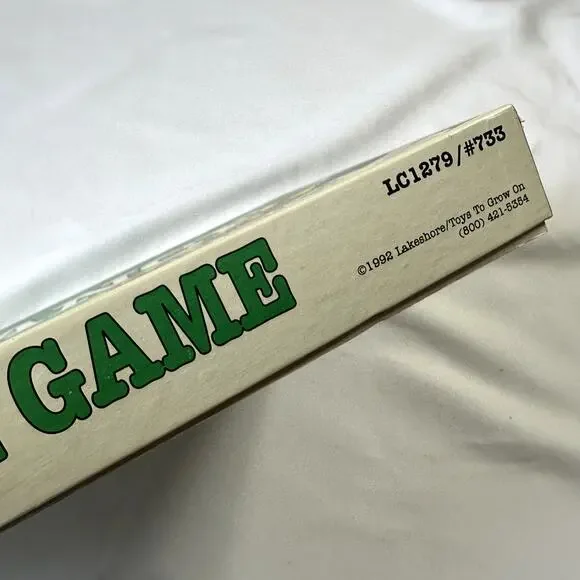 GAME
LC1279/#733
©1992 Lakeshore/Toys To Grow On
(800) 421-5354